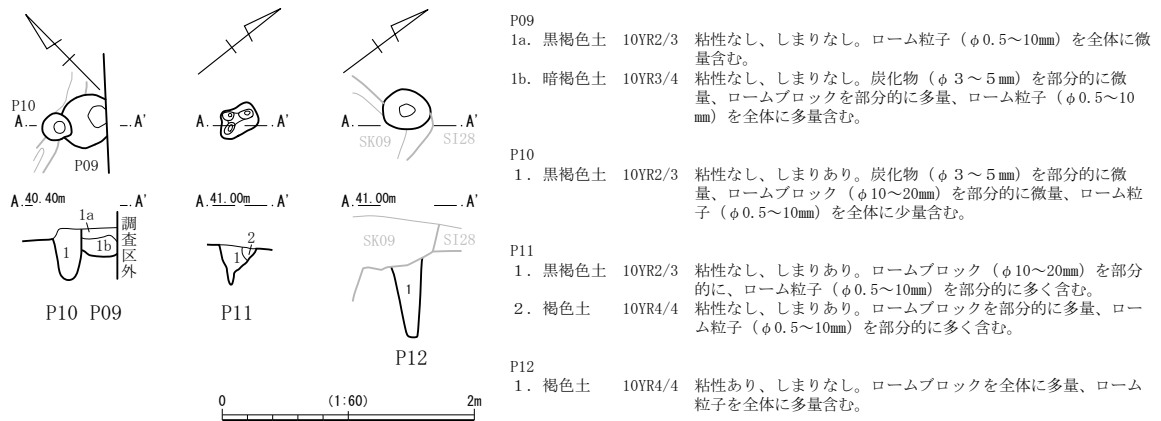 P10
A. A'
P09
A. A'
A. A'
SK09 SI28
A. 40.40m A'
1a
1
1b
調査区外
P10 P09
A. 41.00m A'
2
1
P11
A. 41.00m A'
SK09 SI28
1
P12
0 (1:60) 2m
P09
1a. 黒褐色土 10YR2/3 粘性なし、しまりなし。ローム粒子（φ0.5〜10㎜）を全体に微
量含む。
1b. 暗褐色土 10YR3/4 粘性なし、しまりなし。炭化物（φ３〜５㎜）を部分的に微
量、ロームブロックを部分的に多量、ローム粒子（φ0.5〜10
㎜）を全体に多量含む。
P10
1. 黒褐色土 10YR2/3 粘性なし、しまりあり。炭化物（φ３〜５㎜）を部分的に微
量、ロームブロック（φ10〜20㎜）を部分的に微量、ローム粒
子（φ0.5〜10㎜）を全体に少量含む。
P11
1. 黒褐色土 10YR2/3 粘性なし、しまりあり。ロームブロック（φ10〜20㎜）を部分
的に、ローム粒子（φ0.5〜10㎜）を部分的に多く含む。
2. 褐色土 10YR4/4 粘性なし、しまりあり。ロームブロックを部分的に多量、ロー
ム粒子（φ0.5〜10㎜）を部分的に多く含む。
P12
1. 褐色土 10YR4/4 粘性あり、しまりなし。ロームブロックを全体に多量、ローム
粒子を全体に多量含む。